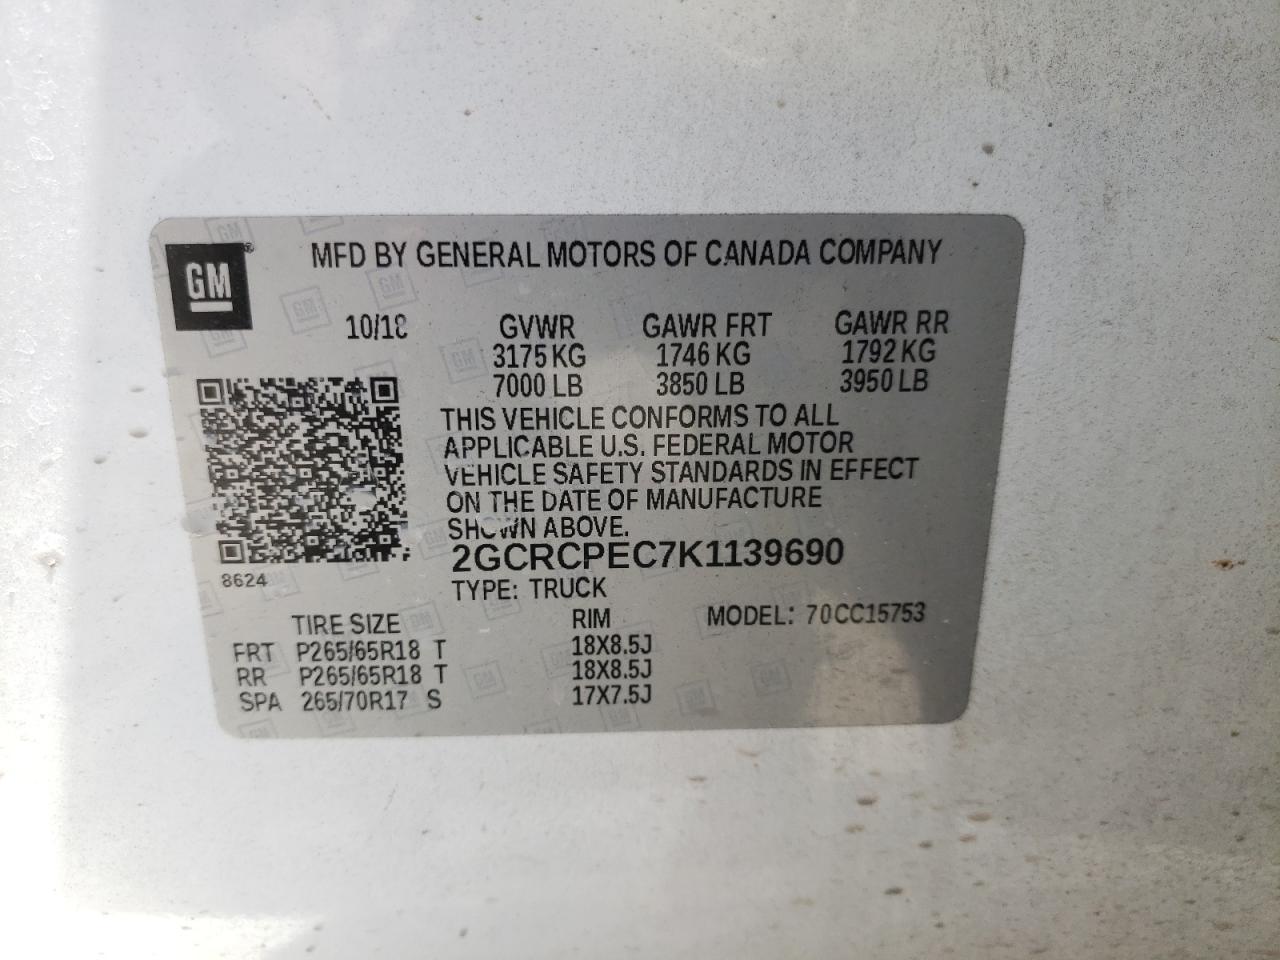 GM
MFD BY GENERAL MOTORS OF CANADA COMPANY
10/18 GVWR GAWR FRT GAWR RR
3175 KG 1746 KG 1792 KG
7000 LB 3850 LB 3950 LB
THIS VEHICLE CONFORMS TO ALL
APPLICABLE U.S. FEDERAL MOTOR
VEHICLE SAFETY STANDARDS IN EFFECT
ON THE DATE OF MANUFACTURE
SHOWN ABOVE.
2GCRCPEC7K1139690
8624
TYPE: TRUCK
TIRE SIZE RIM MODEL: 70CC15753
FRT P265/65R18 T 18X8.5J
RR P265/65R18 T 18X8.5J
SPA 265/70R17 S 17X7.5J